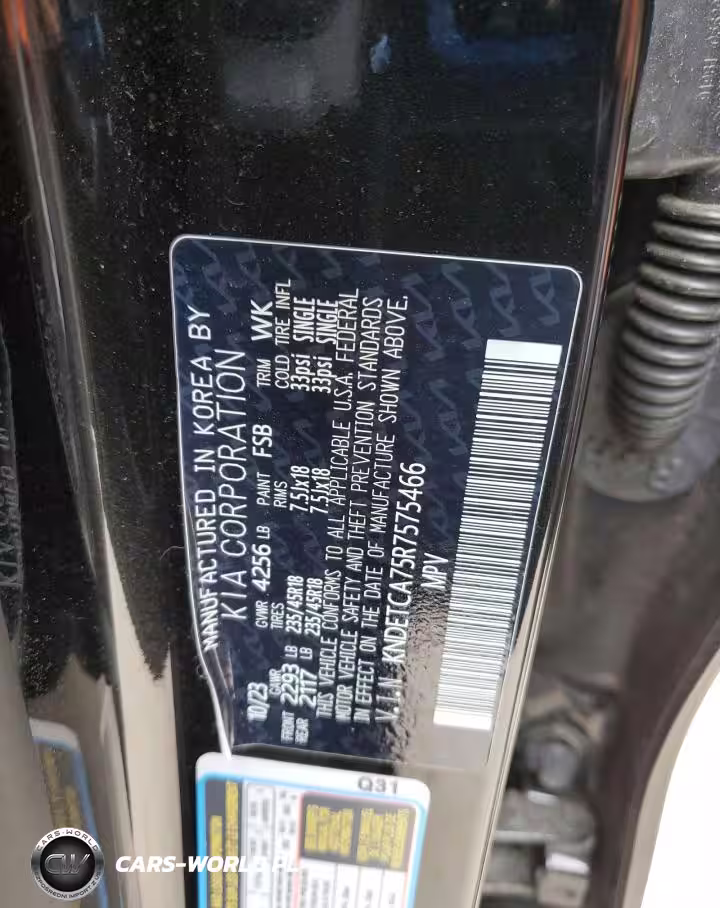 MANUFACTURED IN KOREA BY
KIA CORPORATION
10/23 GVWR 4256 LB PAINT FSB TRIM WK
GAWR TIRES RIMS COLD TIRE INFL
FRONT 2293 LB 235/45R18 7.5Jx18 33psi SINGLE
REAR 2117 LB 235/45R18 7.5Jx18 33psi SINGLE
THIS VEHICLE CONFORMS TO ALL APPLICABLE U.S.A. FEDERAL
MOTOR VEHICLE SAFETY AND THEFT PREVENTION STANDARDS
IN EFFECT ON THE DATE OF MANUFACTURE SHOWN ABOVE.
V.I.N KNDETCA75R7575466
MPV
Q31
CARS-WORLD
CW
CARS-WORLD.PL